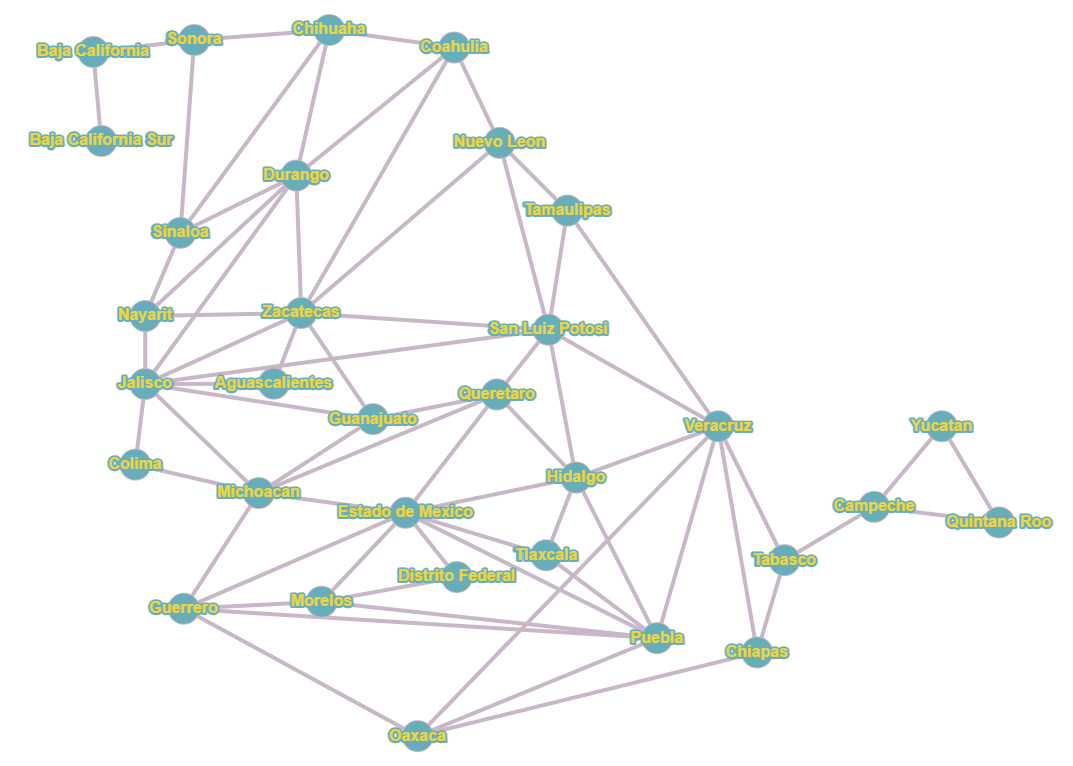 Chihuaha
Sonora
Coahulia
Baja California
Baja California Sur
Nuevo Leon
Durango
Tamaulipas
Sinaloa
Nayarit
Zacatecas
San Luiz Potosi
Jalisco
Aguascalientes
Queretaro
Guanajuato
Veracruz
Yucatan
Colima
Michoacan
Hidalgo
Campeche
Estado de Mexico
Quintana Roo
Tlaxcala
Tabasco
Distrito Federal
Guerrero
Morelos
Puebla
Chiapas
Oaxaca